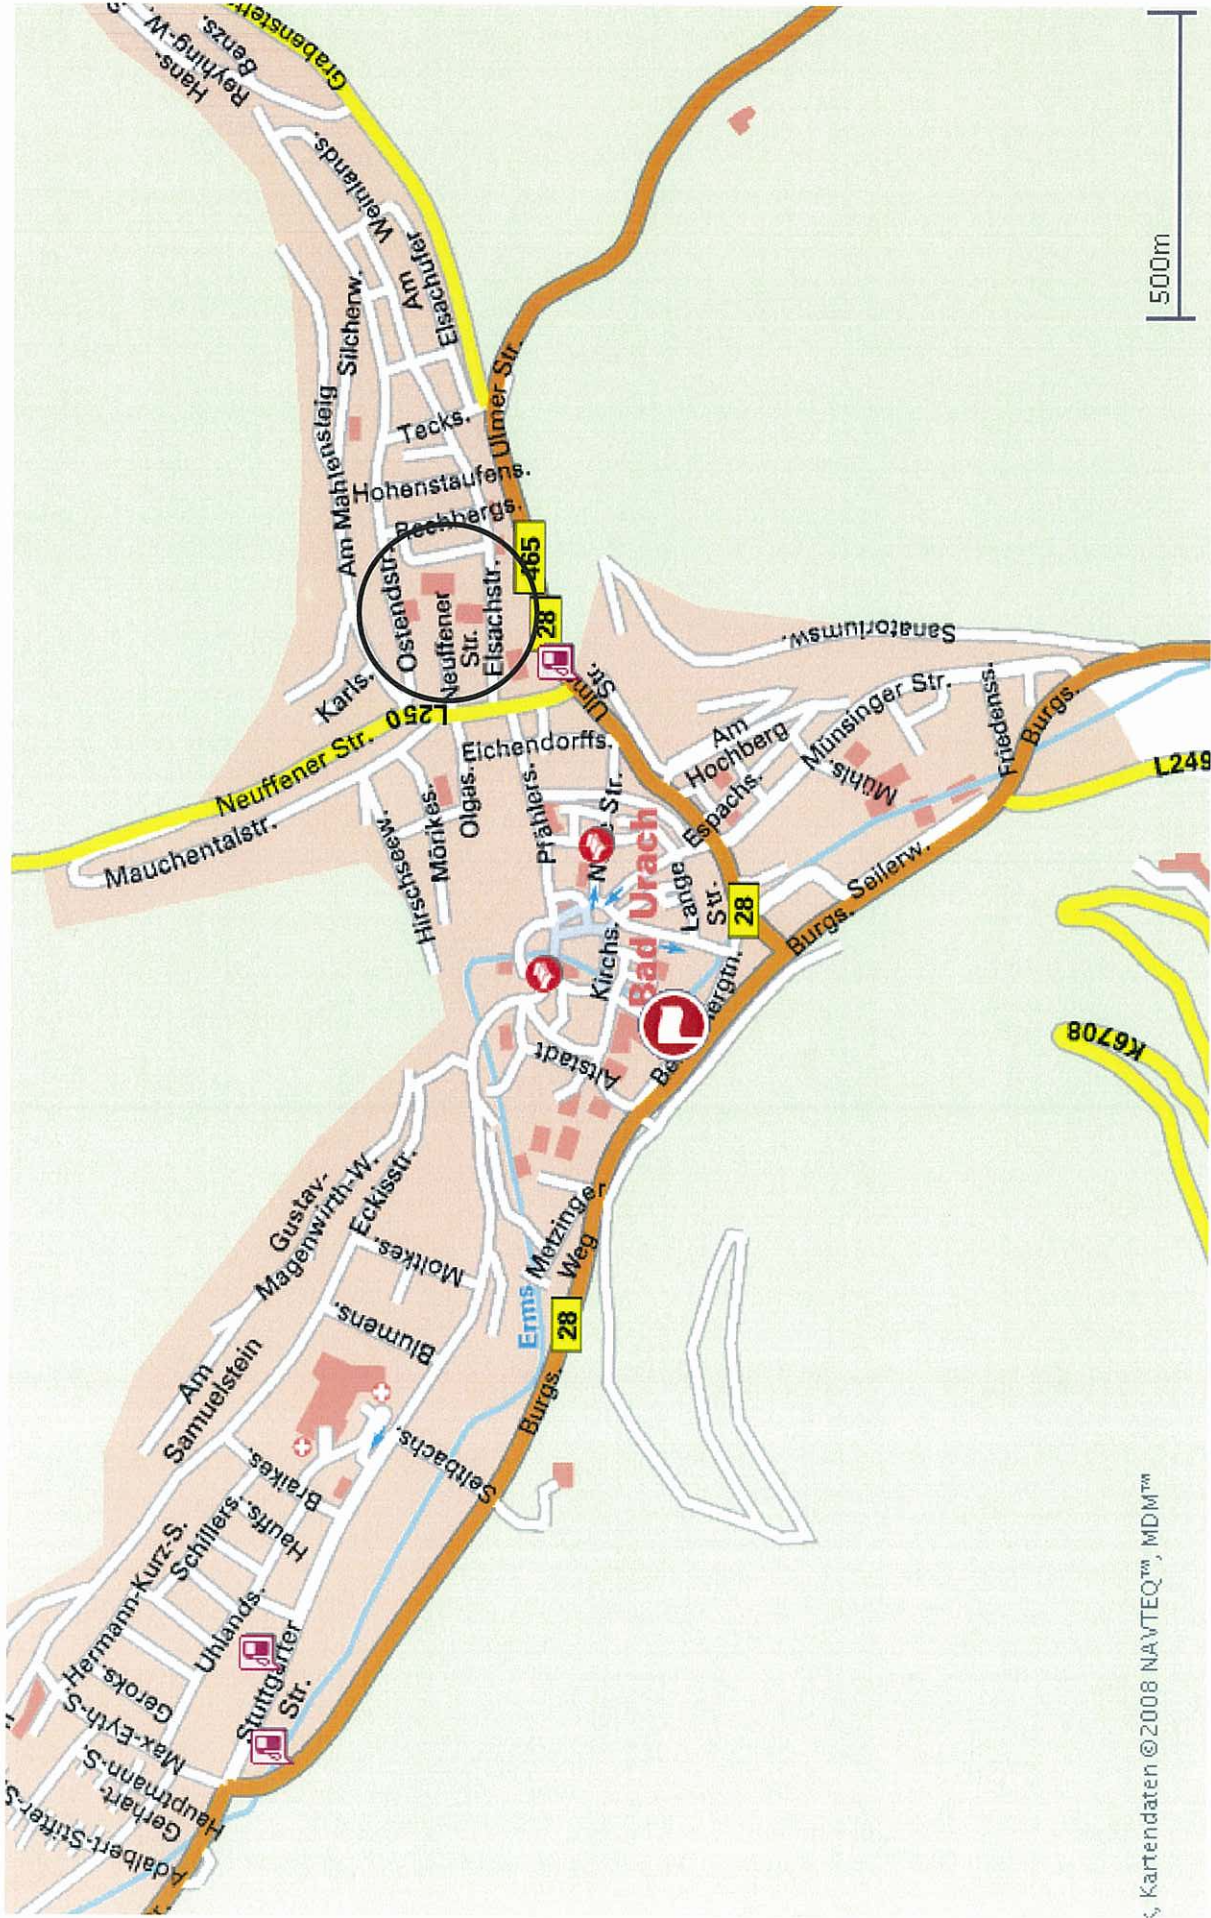 Adalbert-Stifter-S.
Gerhart-
Hauptmann-S.
Max-Eyth-S.
Geroks.
Hermann-Kurz-S.
Schillers.
Uhlands.
Hauffs.
Braikes.
Stuttgarter
Str.
Am
Samuelstein
Gustav-
Magenwirth-W.
Eckisstr.
Moltkes.
Blumens.
Seltbachs.
Burgs.
28
Erms
Metzinger
Weg
Altstadt
Kirchs.
Bad Urach
Lange
Str.
28
Burgs.
Seilerw.
Hirschseew.
Mörikes.
Olgas.
Pfählers.
Eichendorffs.
Mauchentalstr.
Neuffener Str.
L250
Karls.
Ostendstr.
Neuffener
Str.
Elsachstr.
28
465
Rechbergs.
Hohenstaufens.
Tecks.
Ulmer Str.
Am Mahlensteig
Silcherw.
Am
Elsachufer
Weinlands.
Hans-
Reyhing-W.
Benzs.
Espachs.
Am
Hochberg
Münsinger Str.
Mühls.
Friedenss.
Sanatoriumsw.
Burgs.
L249
K6708
500m
Kartendaten ©2008 NAVTEQ™, MDM™